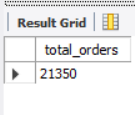 Result Grid
total_orders
21350